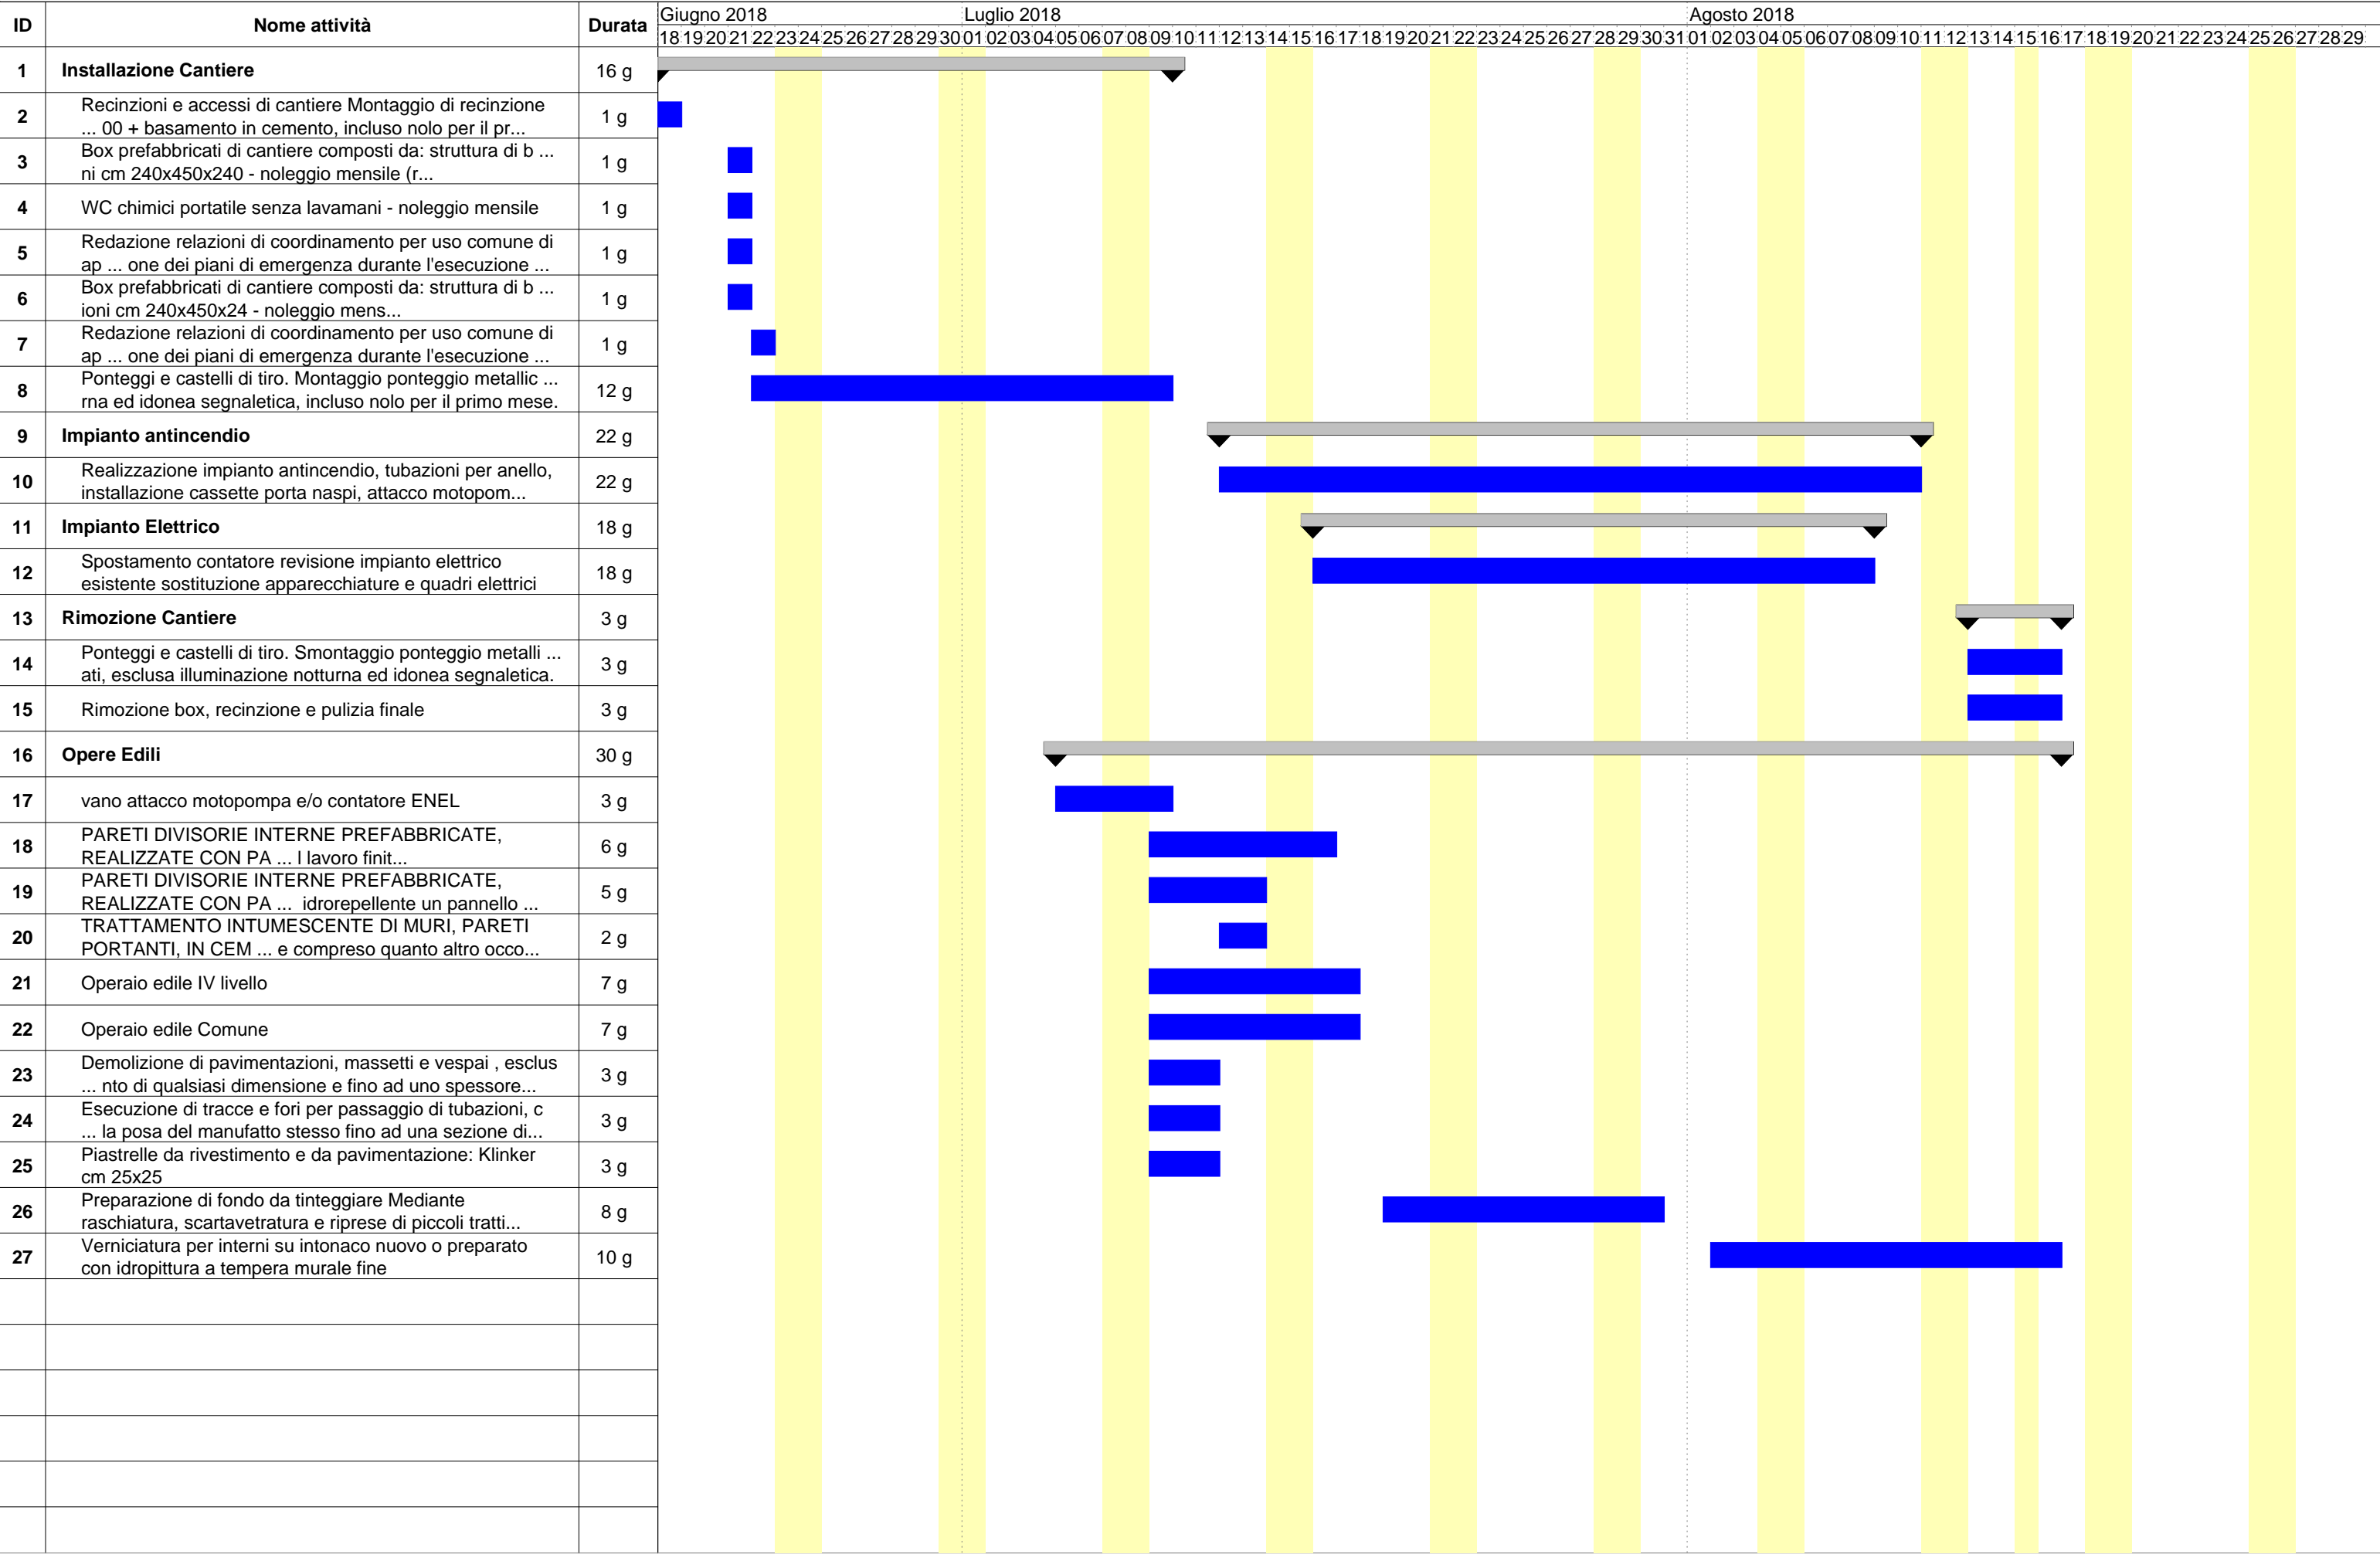 ID Nome attività Durata Giugno 2018 Luglio 2018 Agosto 2018
18 19 20 21 22 23 24 25 26 27 28 29 30 01 02 03 04 05 06 07 08 09 10 11 12 13 14 15 16 17 18 19 20 21 22 23 24 25 26 27 28 29 30 31 01 02 03 04 05 06 07 08 09 10 11 12 13 14 15 16 17 18 19 20 21 22 23 24 25 26 27 28 29
1 Installazione Cantiere 16 g
Recinzioni e accessi di cantiere Montaggio di recinzione
2 ... 00 + basamento in cemento, incluso nolo per il pr... 1 g
Box prefabbricati di cantiere composti da: struttura di b ...
3 ni cm 240x450x240 - noleggio mensile (r... 1 g
4 WC chimici portatile senza lavamani - noleggio mensile 1 g
Redazione relazioni di coordinamento per uso comune di
5 ap ... one dei piani di emergenza durante l'esecuzione ... 1 g
Box prefabbricati di cantiere composti da: struttura di b ...
6 ioni cm 240x450x24 - noleggio mens... 1 g
Redazione relazioni di coordinamento per uso comune di
7 ap ... one dei piani di emergenza durante l'esecuzione ... 1 g
Ponteggi e castelli di tiro. Montaggio ponteggio metallic ...
8 rna ed idonea segnaletica, incluso nolo per il primo mese. 12 g
9 Impianto antincendio 22 g
Realizzazione impianto antincendio, tubazioni per anello,
10 installazione cassette porta naspi, attacco motopom... 22 g
11 Impianto Elettrico 18 g
Spostamento contatore revisione impianto elettrico
12 esistente sostituzione apparecchiature e quadri elettrici 18 g
13 Rimozione Cantiere 3 g
Ponteggi e castelli di tiro. Smontaggio ponteggio metalli ...
14 ati, esclusa illuminazione notturna ed idonea segnaletica. 3 g
15 Rimozione box, recinzione e pulizia finale 3 g
16 Opere Edili 30 g
17 vano attacco motopompa e/o contatore ENEL 3 g
PARETI DIVISORIE INTERNE PREFABBRICATE,
18 REALIZZATE CON PA ... l lavoro finit... 6 g
PARETI DIVISORIE INTERNE PREFABBRICATE,
19 REALIZZATE CON PA ... idrorepellente un pannello ... 5 g
TRATTAMENTO INTUMESCENTE DI MURI, PARETI
20 PORTANTI, IN CEM ... e compreso quanto altro occo... 2 g
21 Operaio edile IV livello 7 g
22 Operaio edile Comune 7 g
Demolizione di pavimentazioni, massetti e vespai , esclus
23 ... nto di qualsiasi dimensione e fino ad uno spessore... 3 g
Esecuzione di tracce e fori per passaggio di tubazioni, c
24 ... la posa del manufatto stesso fino ad una sezione di... 3 g
Piastrelle da rivestimento e da pavimentazione: Klinker
25 cm 25x25 3 g
Preparazione di fondo da tinteggiare Mediante
26 raschiatura, scartavetratura e riprese di piccoli tratti... 8 g
Verniciatura per interni su intonaco nuovo o preparato
27 con idropittura a tempera murale fine 10 g